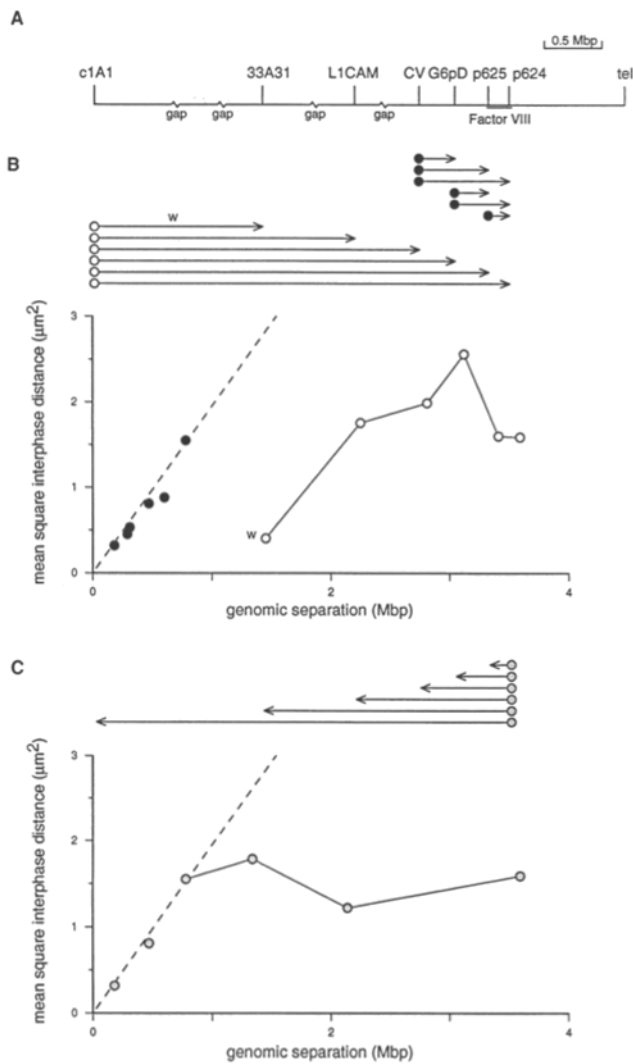 A
0.5 Mbp
c1A1 33A31 L1CAM CV G6pD p625 p624 tel
gap gap gap gap Factor VIII
B
w
3
2
1
0
mean square interphase distance (μm²)
w
0 2 4
genomic separation (Mbp)
C
3
2
1
0
mean square interphase distance (μm²)
0 2 4
genomic separation (Mbp)